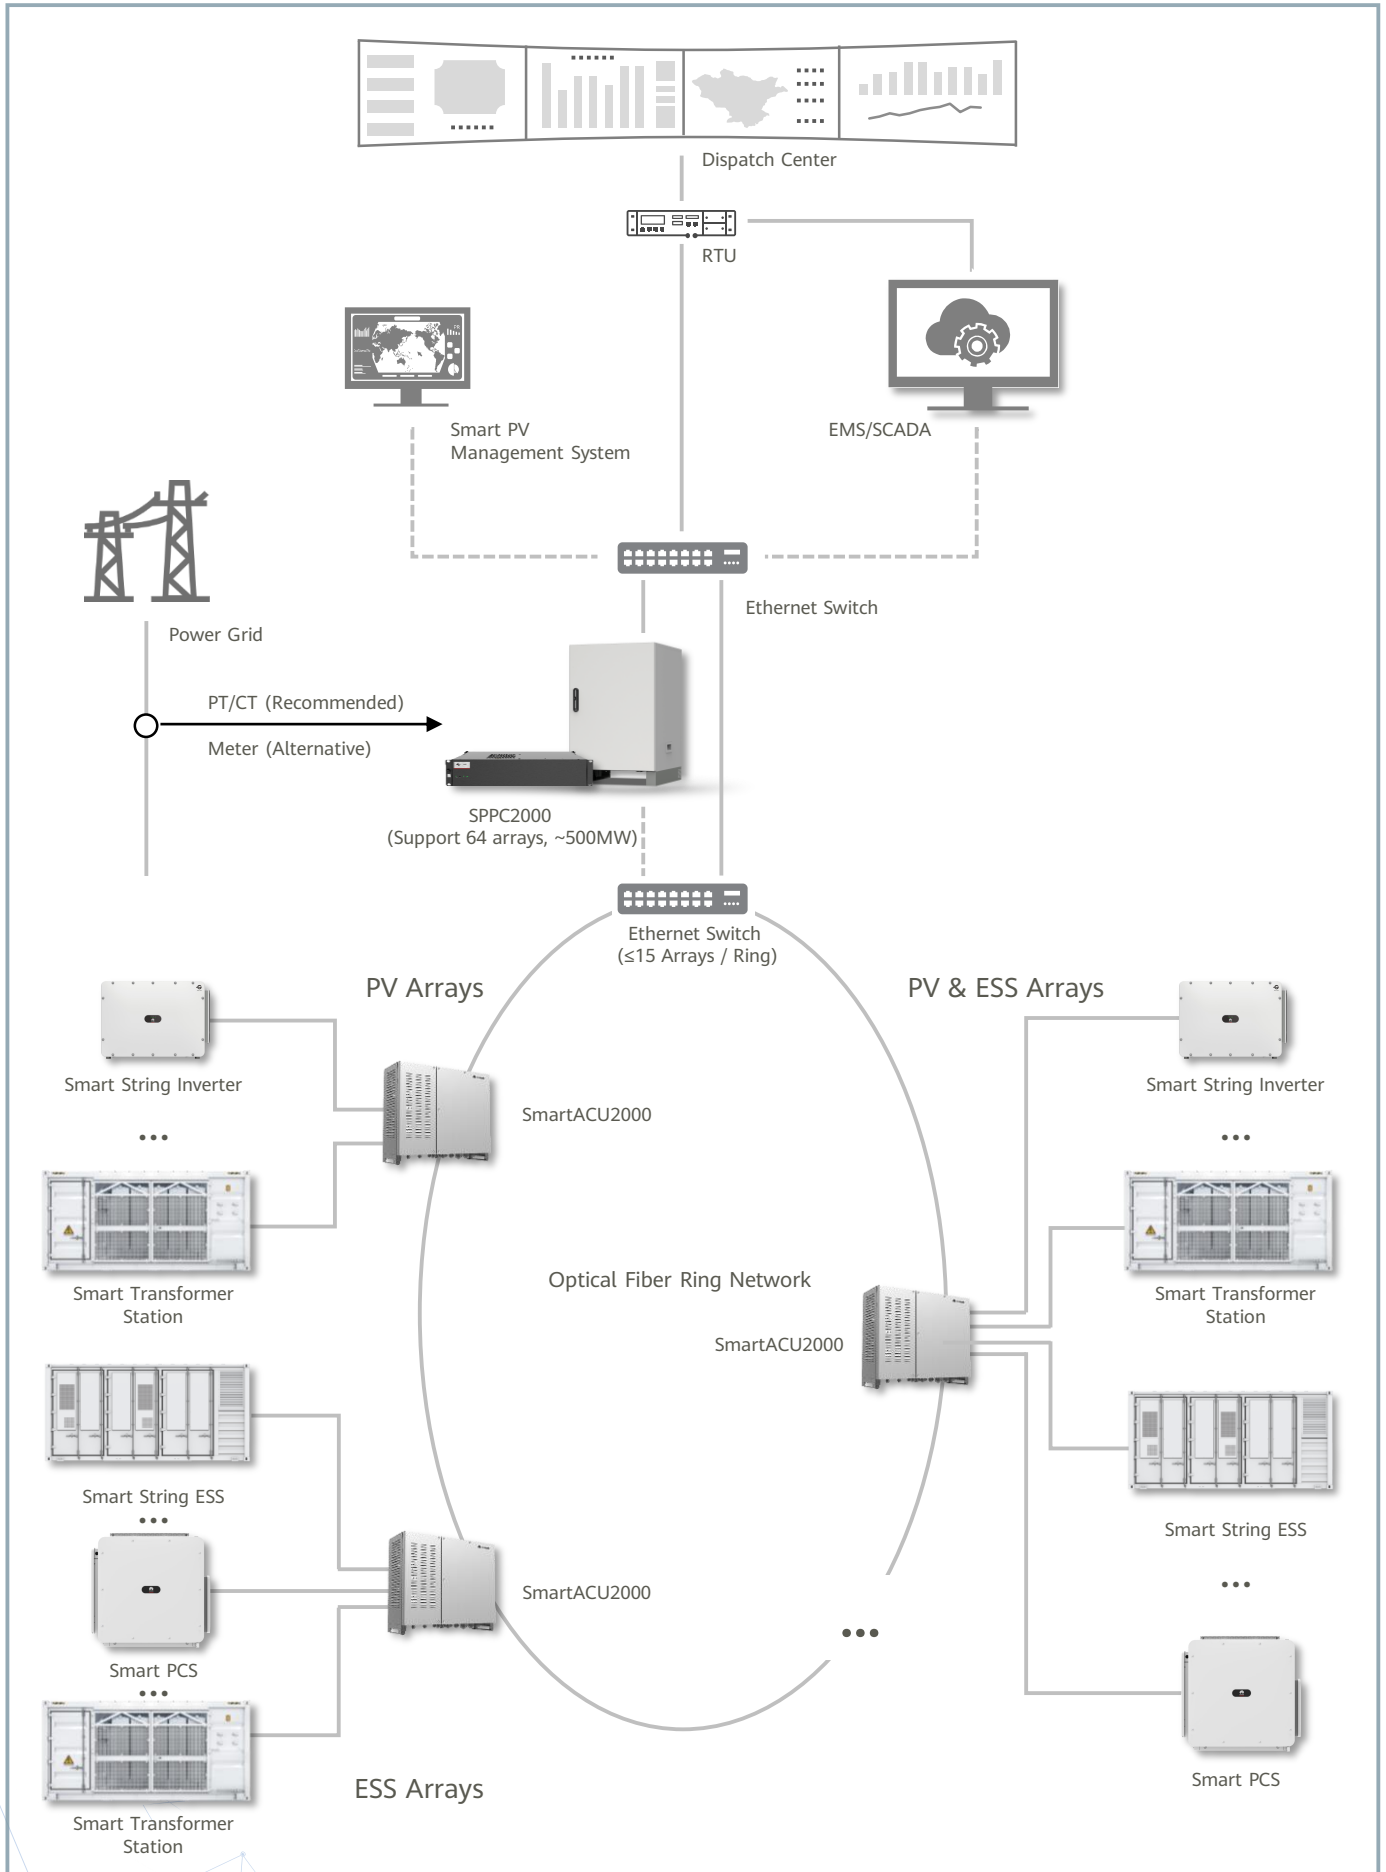 Dispatch Center
RTU
Smart PV
Management System
EMS/SCADA
Ethernet Switch
Power Grid
PT/CT (Recommended)
Meter (Alternative)
SPPC2000
(Support 64 arrays, ~500MW)
Ethernet Switch
(≤15 Arrays / Ring)
PV Arrays
PV & ESS Arrays
Smart String Inverter
SmartACU2000
Smart String Inverter
Smart Transformer
Station
Optical Fiber Ring Network
Smart Transformer
Station
SmartACU2000
Smart String ESS
Smart String ESS
SmartACU2000
Smart PCS
Smart PCS
ESS Arrays
Smart Transformer
Station